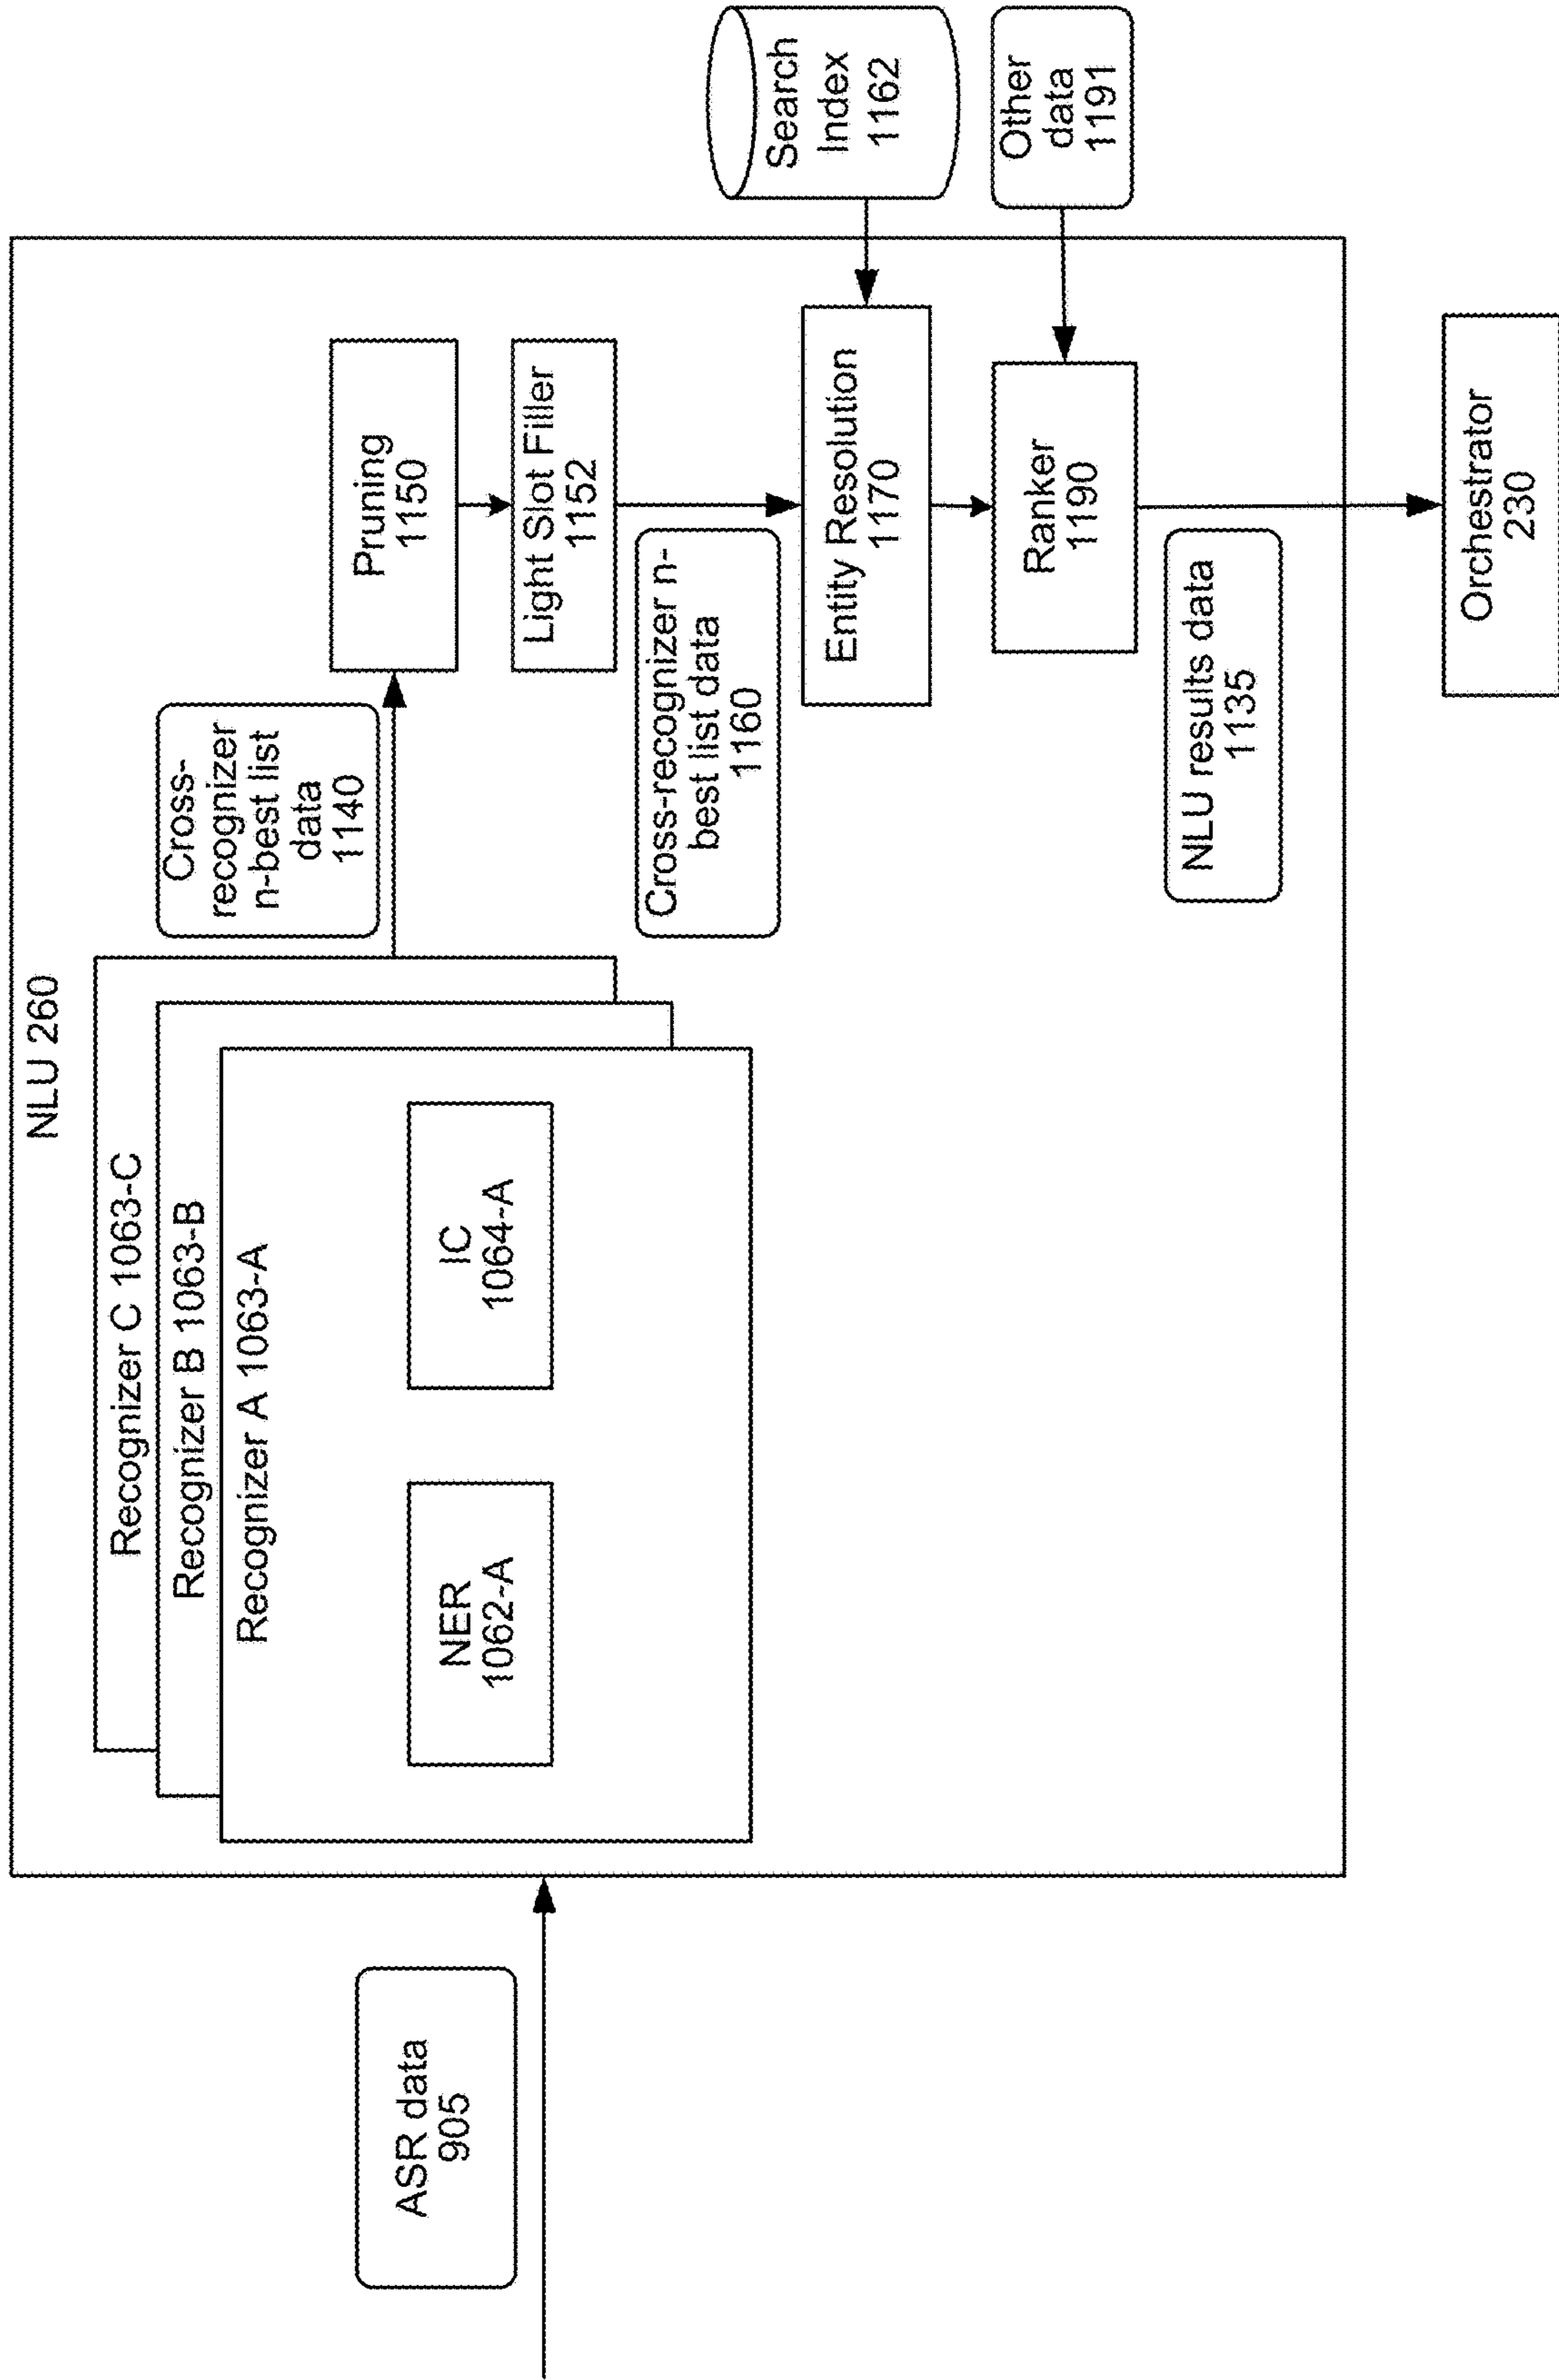 NLU 260
Recognizer C 1063-C
Recognizer B 1063-B
Recognizer A 1063-A
NER
1062-A
IC
1064-A
ASR data
905
Cross-
recognizer
n-best list
data
1140
Pruning
1150
Light Slot Filler
1152
Cross-recognizer n-
best list data
1160
Entity Resolution
1170
Search
Index
1162
Ranker
1190
Other
data
1191
NLU results data
1135
Orchestrator
230